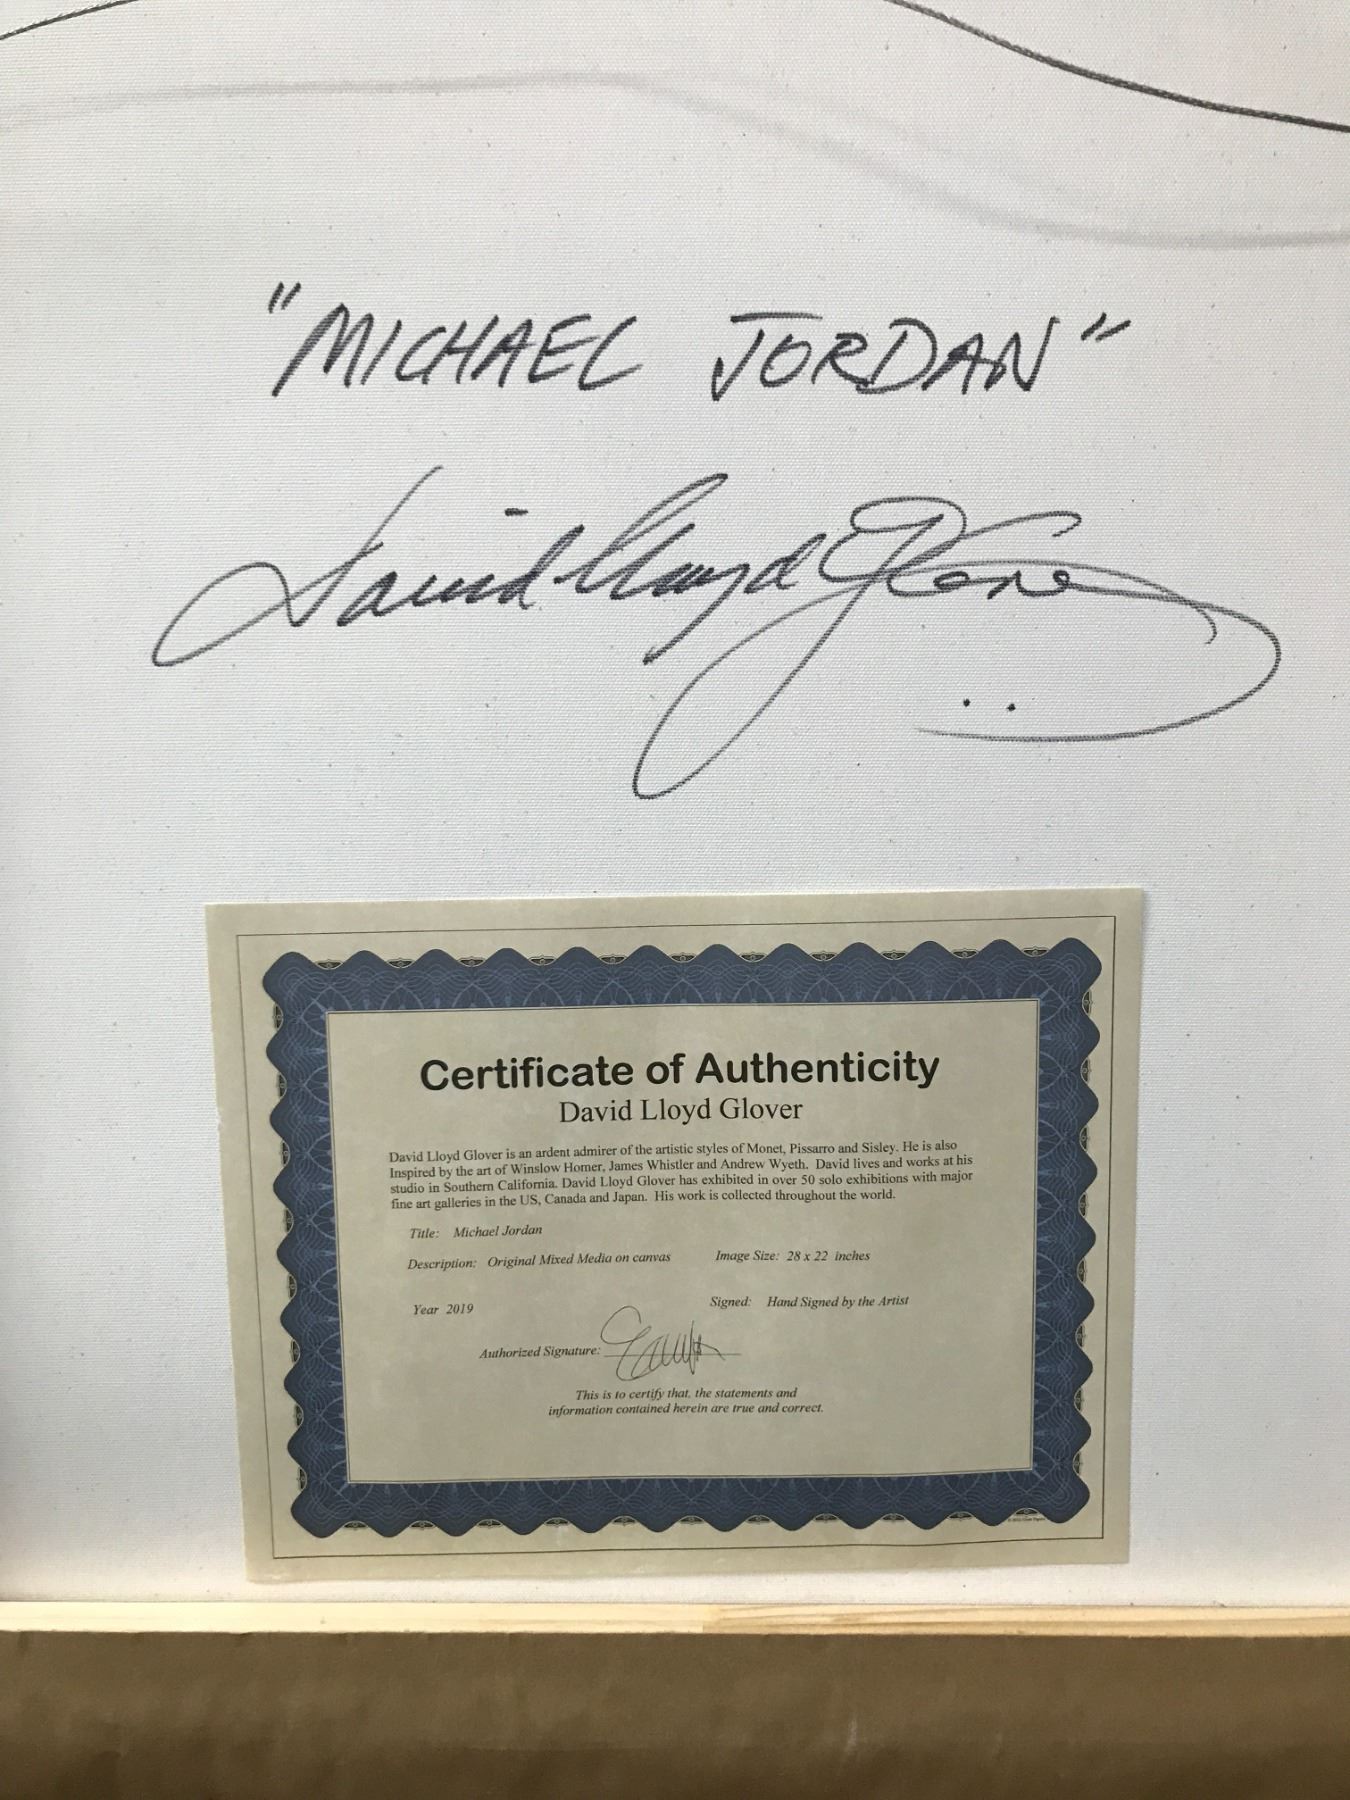 "MICHAEL JORDAN"
David Lloyd Glover
Certificate of Authenticity
David Lloyd Glover
David Lloyd Glover is an ardent admirer of the artistic styles of Monet, Pissarro and Sisley. He is also
Inspired by the art of Winslow Homer, James Whistler and Andrew Wyeth. David lives and works at his
studio in Southern California. David Lloyd Glover has exhibited in over 50 solo exhibitions with major
fine art galleries in the US, Canada and Japan. His work is collected throughout the world.
Title: Michael Jordan
Description: Original Mixed Media on canvas Image Size: 28 x 22 inches
Year 2019 Signed: Hand Signed by the Artist
Authorized Signature:
This is to certify that, the statements and
information contained herein are true and correct.